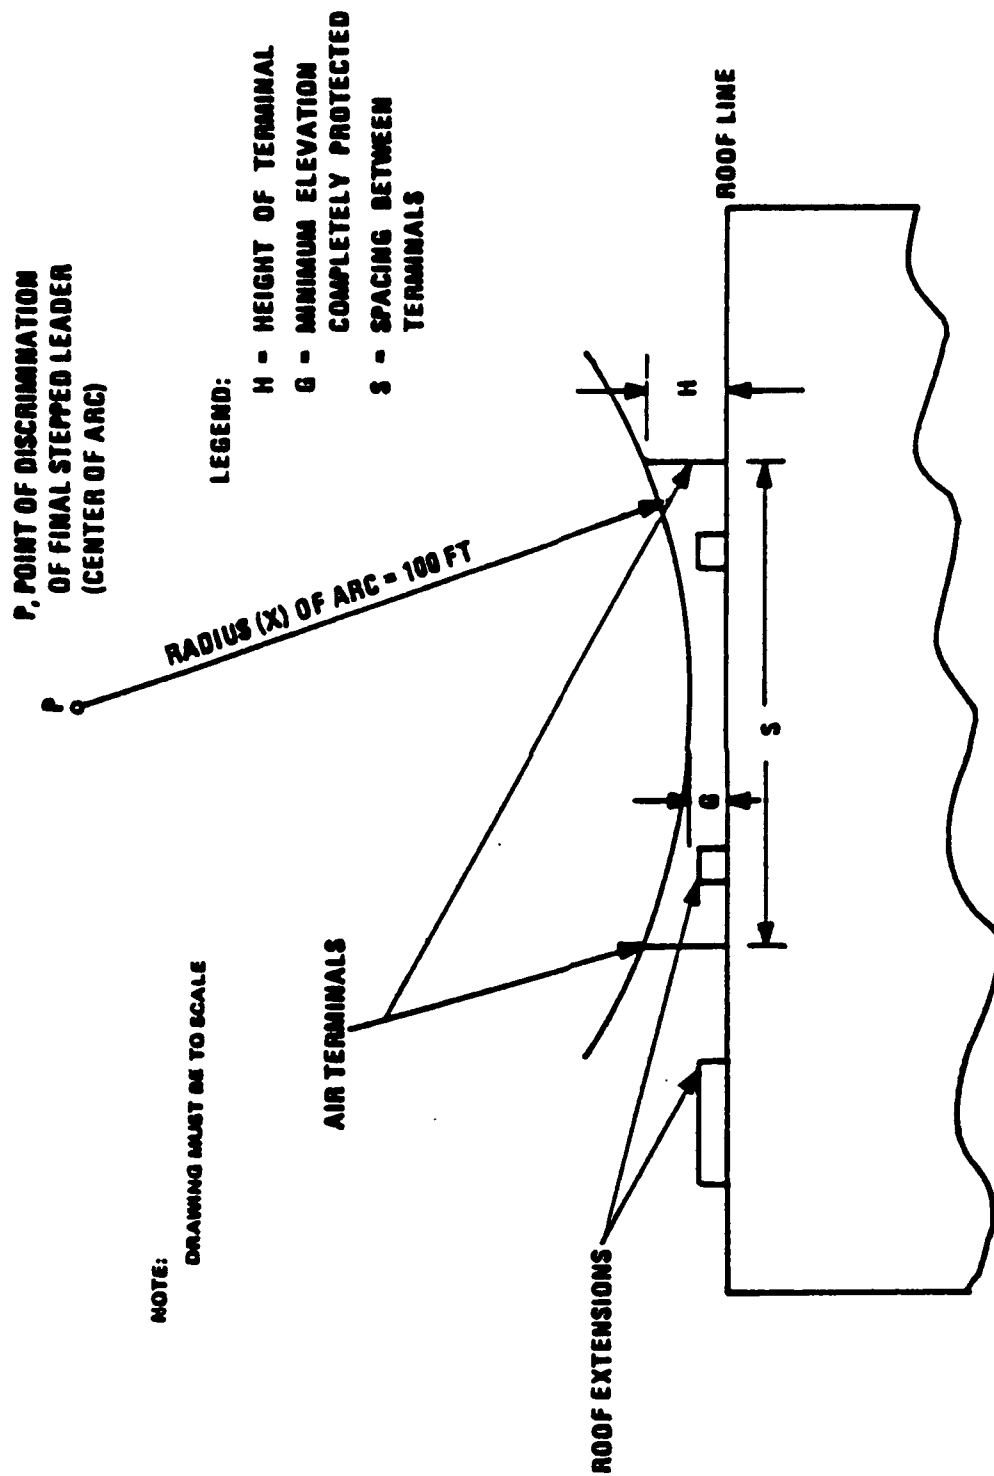 P, POINT OF DISCRIMINATION
OF FINAL STEPPED LEADER
(CENTER OF ARC)
P
RADIUS (X) OF ARC = 100 FT
LEGEND:
H = HEIGHT OF TERMINAL
G = MINIMUM ELEVATION
COMPLETELY PROTECTED
S = SPACING BETWEEN
TERMINALS
NOTE:
DRAWING MUST BE TO SCALE
AIR TERMINALS
H
G
S
ROOF LINE
ROOF EXTENSIONS